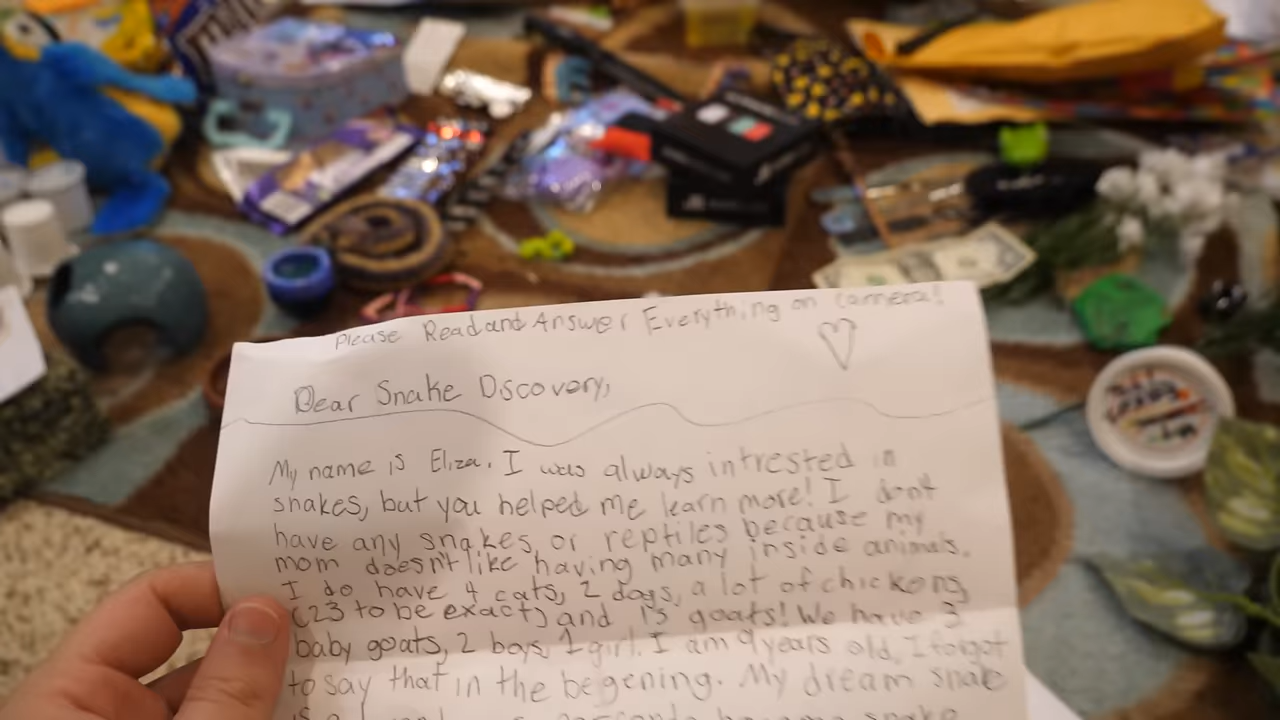 Please Read and Answer Everything on camera!
Dear Snake Discovery,
My name is Eliza. I was always intrested in
snakes, but you helped me learn more! I don't
have any snakes or reptiles because my
mom doesn't like having many inside animals.
I do have 4 cats, 2 dogs, a lot of chickens
(23 to be exact) and 15 goats! We have 3
baby goats, 2 boys, 1 girl. I am 9 years old, I forgot
to say that in the begening. My dream snake
is a
snake